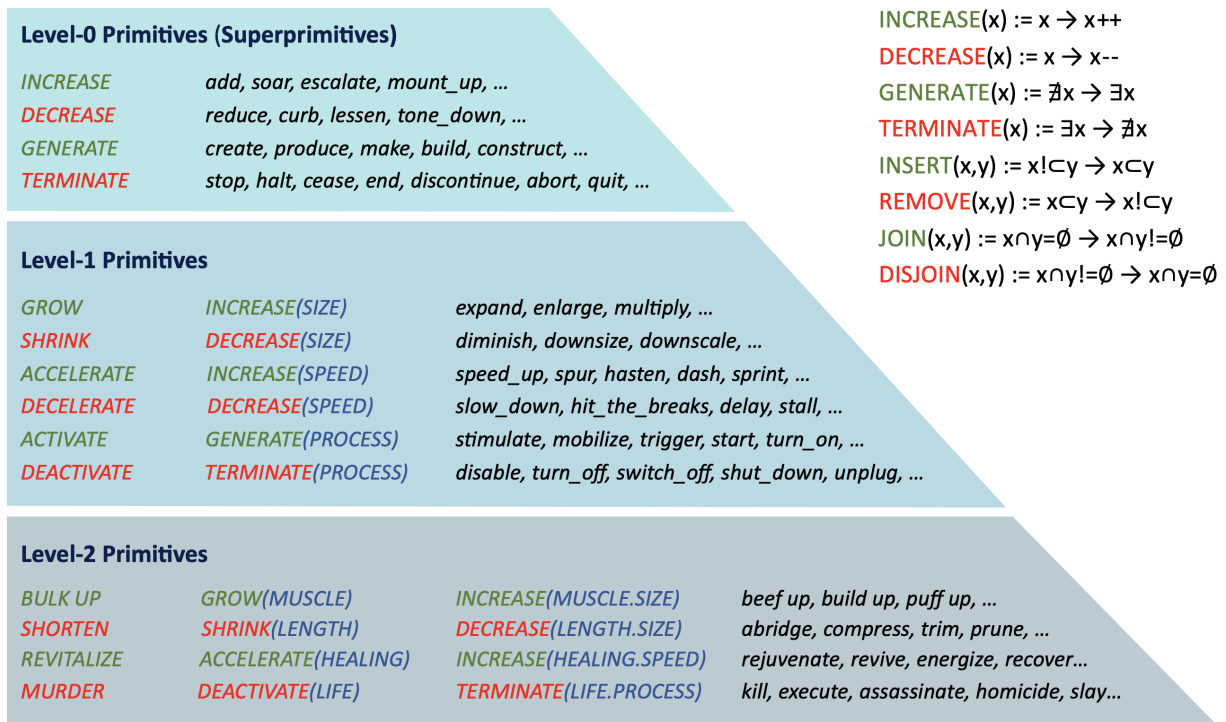 Level-0 Primitives (Superprimitives)
INCREASE add, soar, escalate, mount_up, ...
DECREASE reduce, curb, lessen, tone_down, ...
GENERATE create, produce, make, build, construct, ...
TERMINATE stop, halt, cease, end, discontinue, abort, quit, ...
INCREASE(x) := x → x++
DECREASE(x) := x → x--
GENERATE(x) := ∄x → ∃x
TERMINATE(x) := ∃x → ∄x
INSERT(x,y) := x!⊂y → x⊂y
REMOVE(x,y) := x⊂y → x!⊂y
JOIN(x,y) := x∩y=∅ → x∩y!=∅
DISJOIN(x,y) := x∩y!=∅ → x∩y=∅
Level-1 Primitives
GROW INCREASE(SIZE) expand, enlarge, multiply, ...
SHRINK DECREASE(SIZE) diminish, downsize, downscale, ...
ACCELERATE INCREASE(SPEED) speed_up, spur, hasten, dash, sprint, ...
DECELERATE DECREASE(SPEED) slow_down, hit_the_breaks, delay, stall, ...
ACTIVATE GENERATE(PROCESS) stimulate, mobilize, trigger, start, turn_on, ...
DEACTIVATE TERMINATE(PROCESS) disable, turn_off, switch_off, shut_down, unplug, ...
Level-2 Primitives
BULK UP GROW(MUSCLE) INCREASE(MUSCLE.SIZE) beef up, build up, puff up, ...
SHORTEN SHRINK(LENGTH) DECREASE(LENGTH.SIZE) abridge, compress, trim, prune, ...
REVITALIZE ACCELERATE(HEALING) INCREASE(HEALING.SPEED) rejuvenate, revive, energize, recover...
MURDER DEACTIVATE(LIFE) TERMINATE(LIFE.PROCESS) kill, execute, assassinate, homicide, slay...